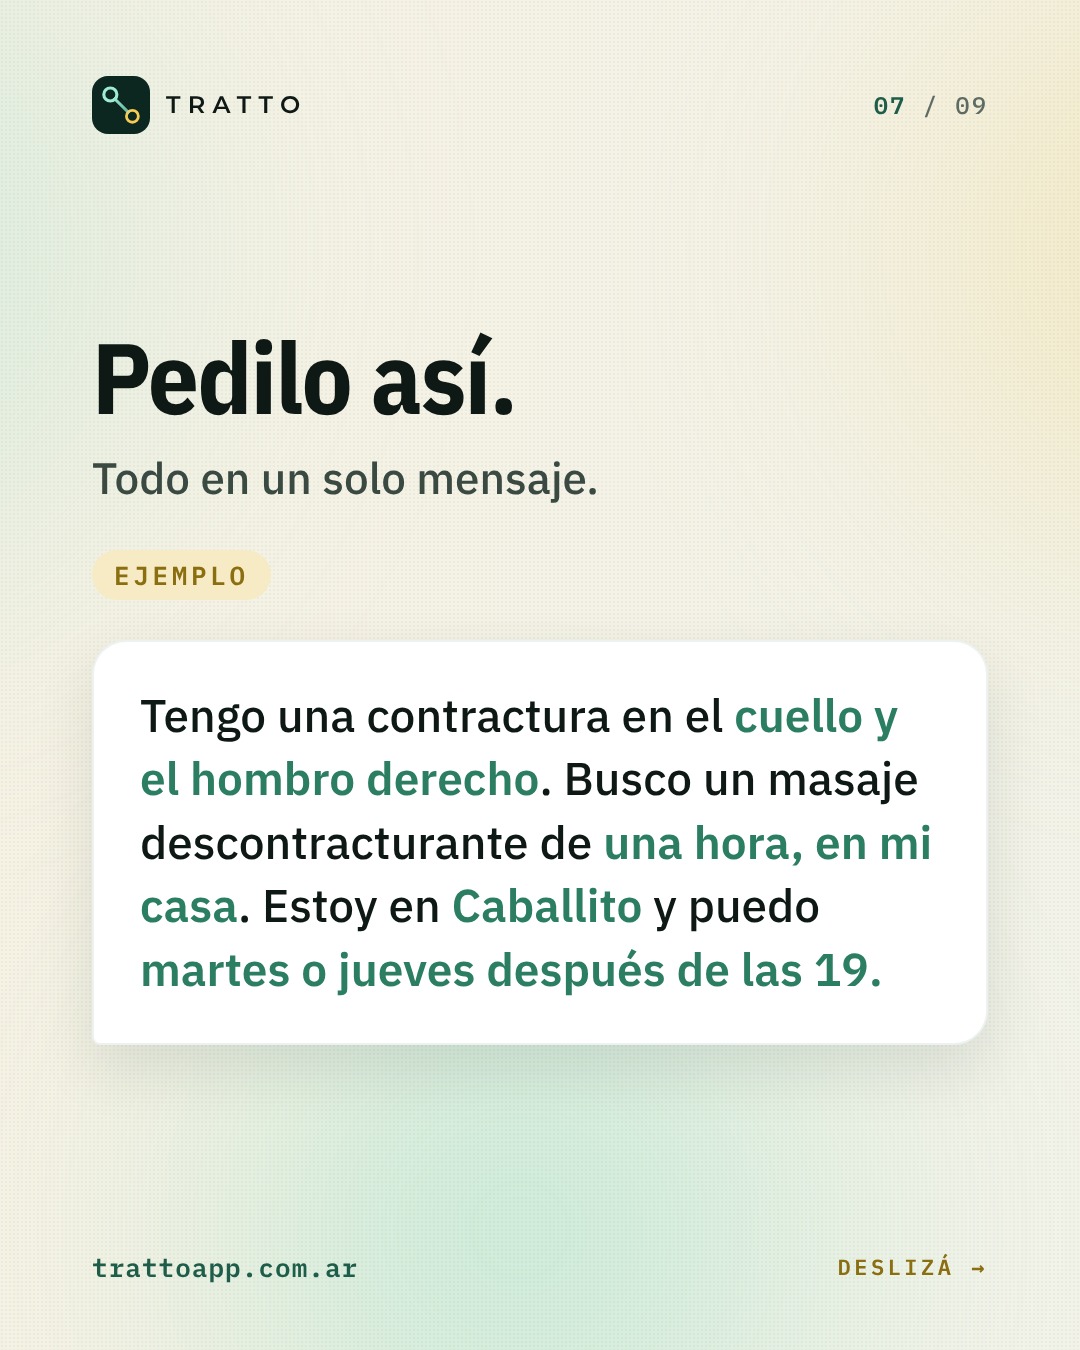 TRATTO
07 / 09
Pedilo así.
Todo en un solo mensaje.
EJEMPLO
Tengo una contractura en el cuello y
el hombro derecho. Busco un masaje
descontracturante de una hora, en mi
casa. Estoy en Caballito y puedo
martes o jueves después de las 19.
trattoapp.com.ar
DESLIZÁ →